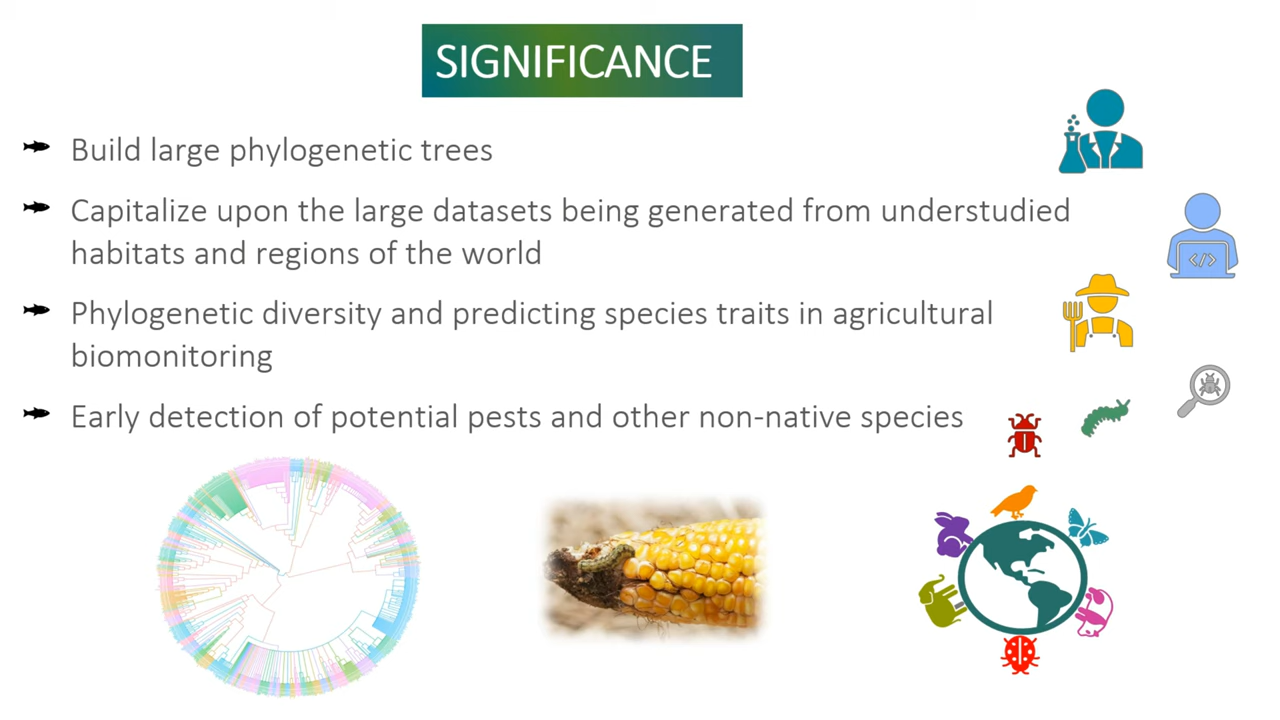 SIGNIFICANCE
Build large phylogenetic trees
Capitalize upon the large datasets being generated from understudied
habitats and regions of the world
Phylogenetic diversity and predicting species traits in agricultural
biomonitoring
Early detection of potential pests and other non-native species
</>